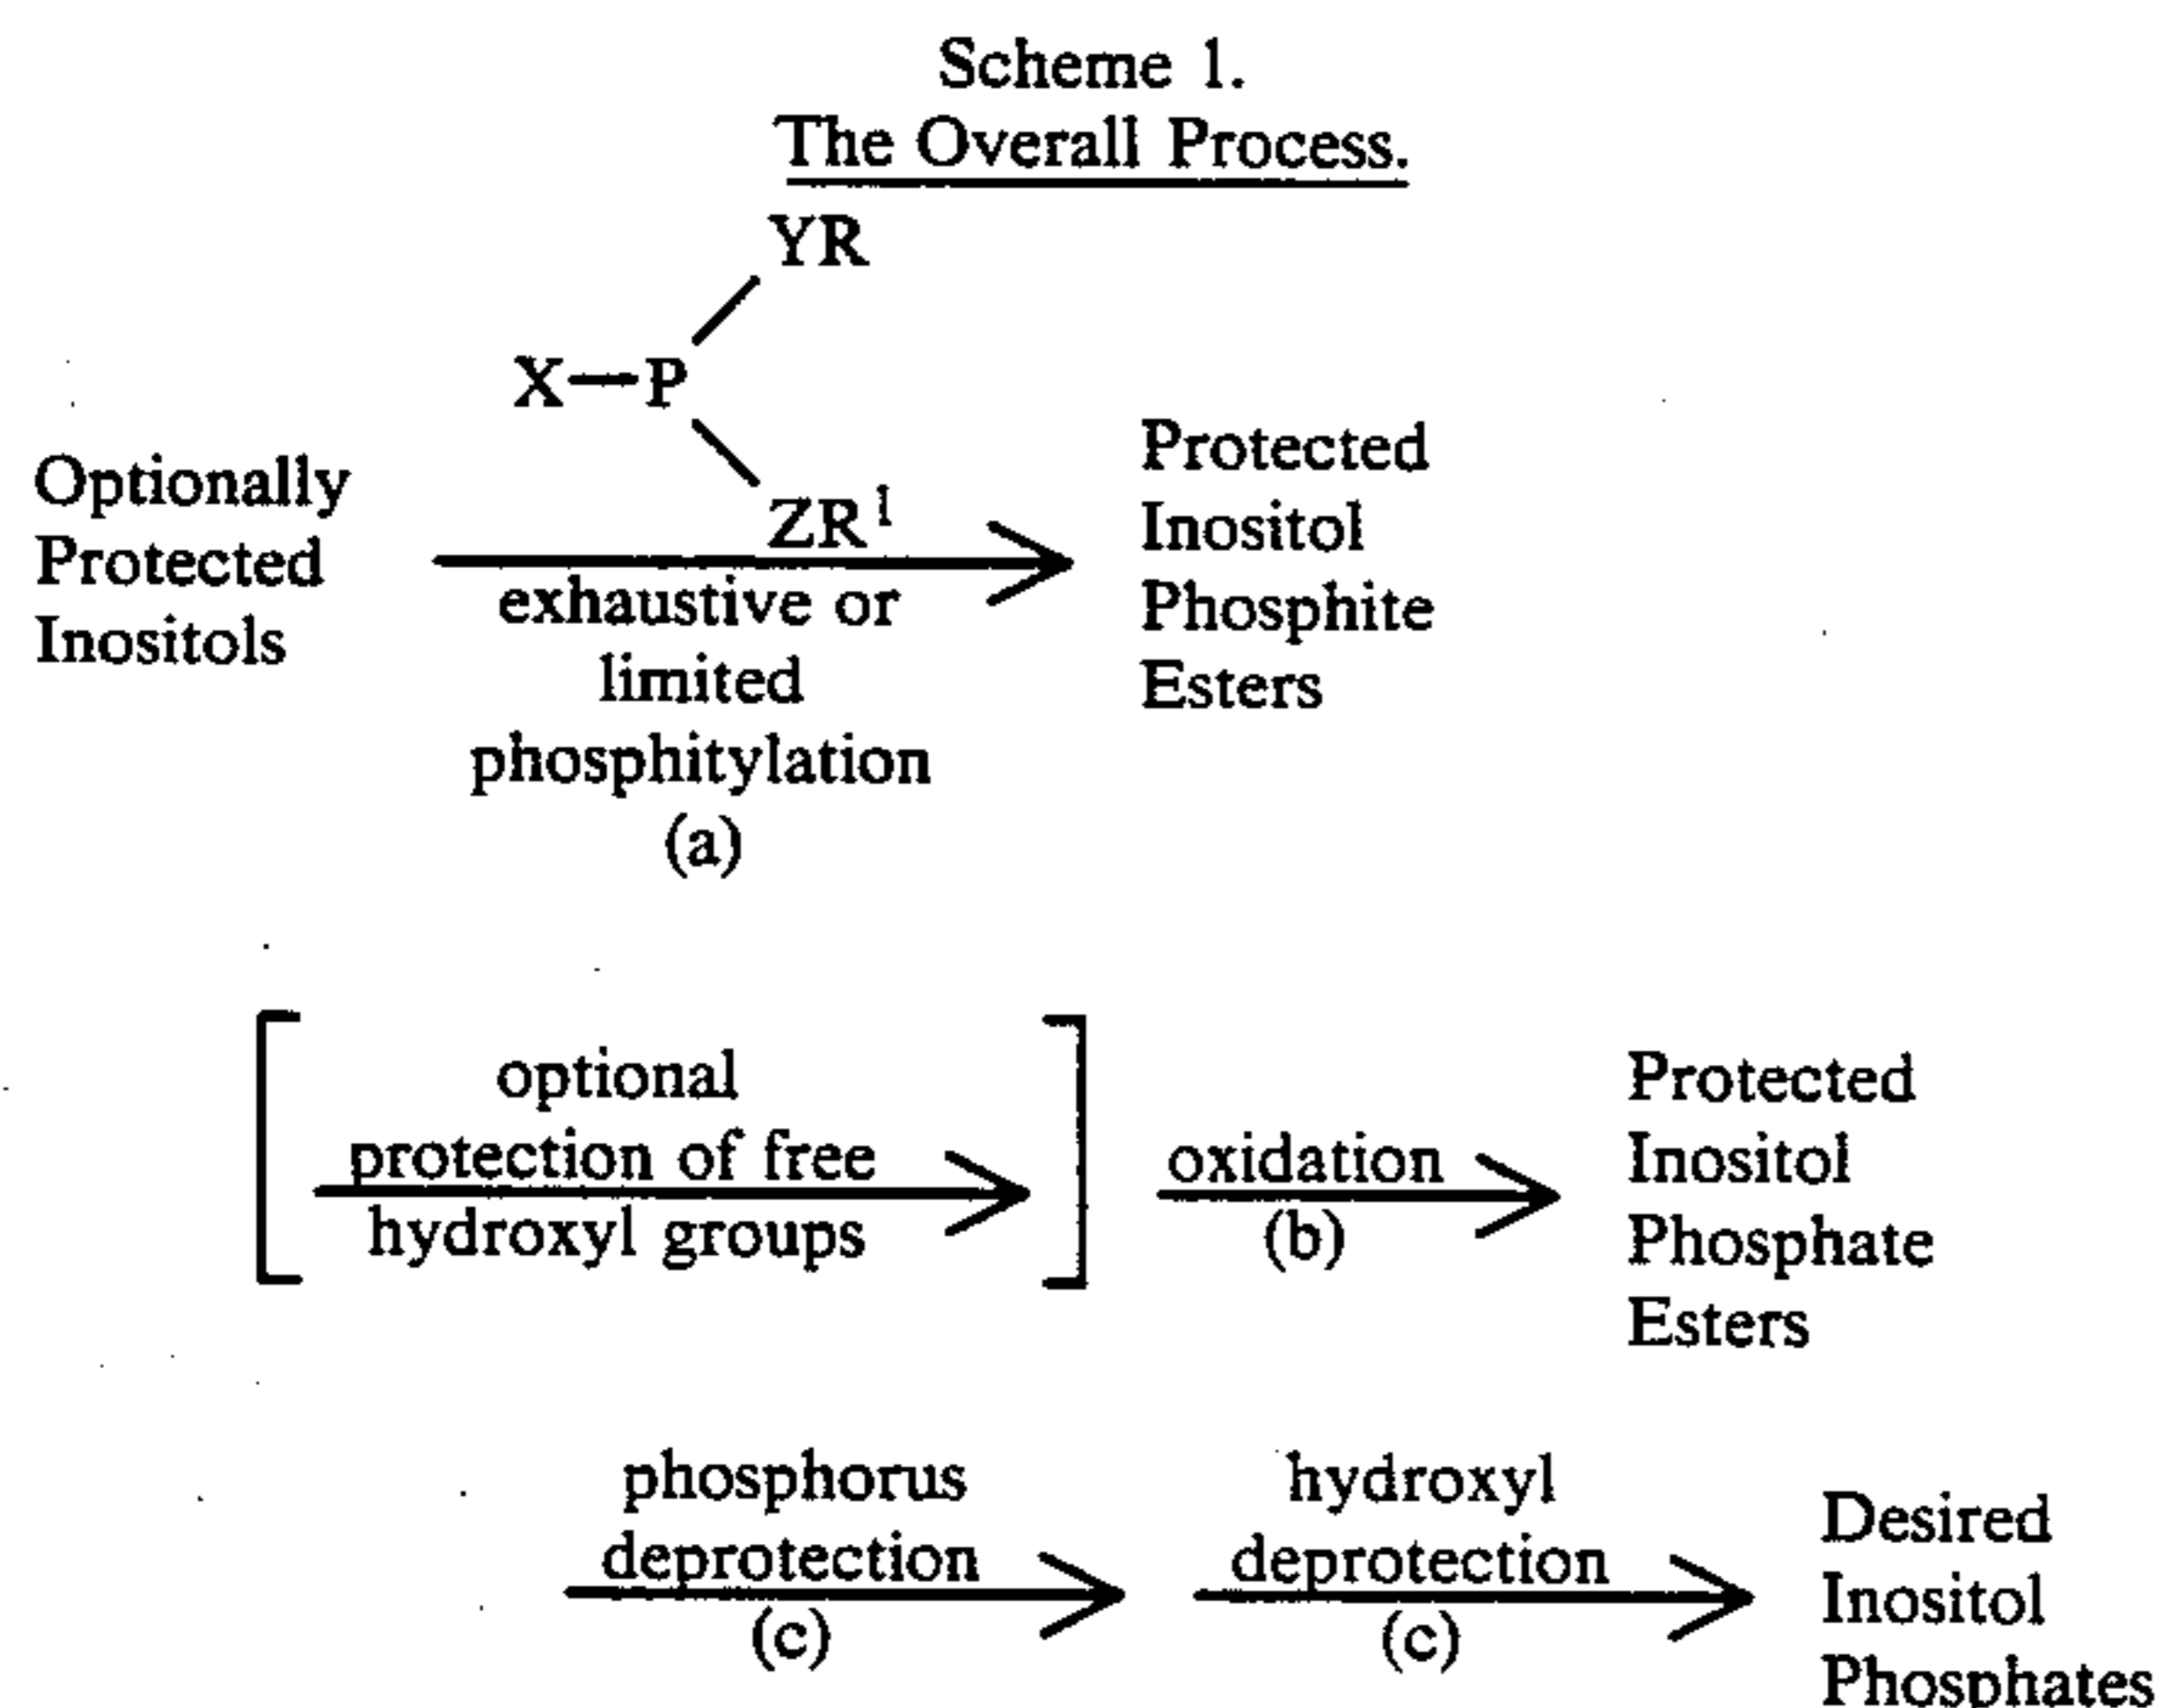 Scheme 1.
The Overall Process.
YR
X—P
ZR¹
Optionally
Protected
Inositols
exhaustive or
limited
phosphitylation
(a)
Protected
Inositol
Phosphite
Esters
optional
protection of free
hydroxyl groups
oxidation
(b)
Protected
Inositol
Phosphate
Esters
phosphorus
deprotection
(c)
hydroxyl
deprotection
(c)
Desired
Inositol
Phosphates